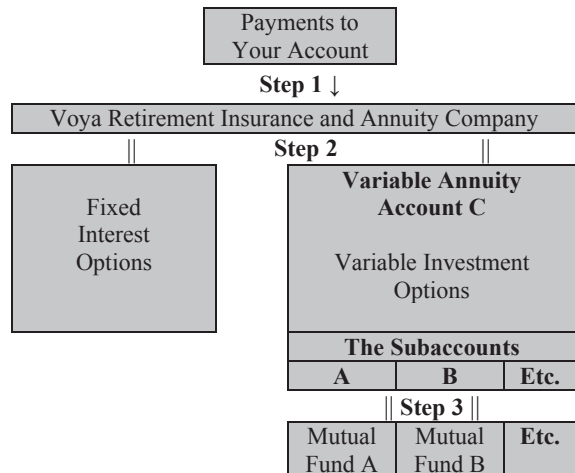 Payments to
Your Account
Step 1 ↓
Voya Retirement Insurance and Annuity Company
|| Step 2 ||
Fixed
Interest
Options
Variable Annuity
Account C
Variable Investment
Options
The Subaccounts
A B Etc.
|| Step 3 ||
Mutual
Fund A
Mutual
Fund B
Etc.